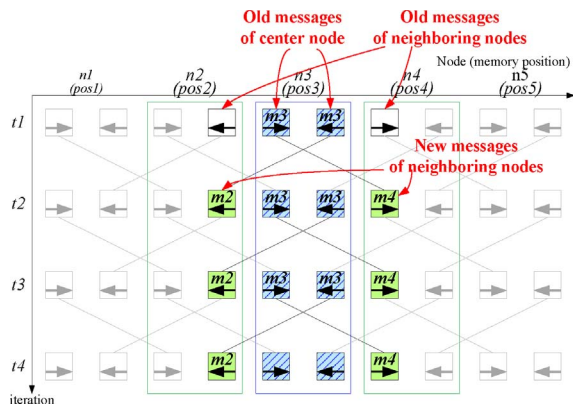 Old messages of center node
Old messages of neighboring nodes
Node (memory position)
n1 n2 n3 n4 n5
(pos1) (pos2) (pos3) (pos4) (pos5)
t1 m3 m3
New messages of neighboring nodes
t2 m2 m3 m3 m4
t3 m2 m3 m3 m4
t4 m2 m4
iteration